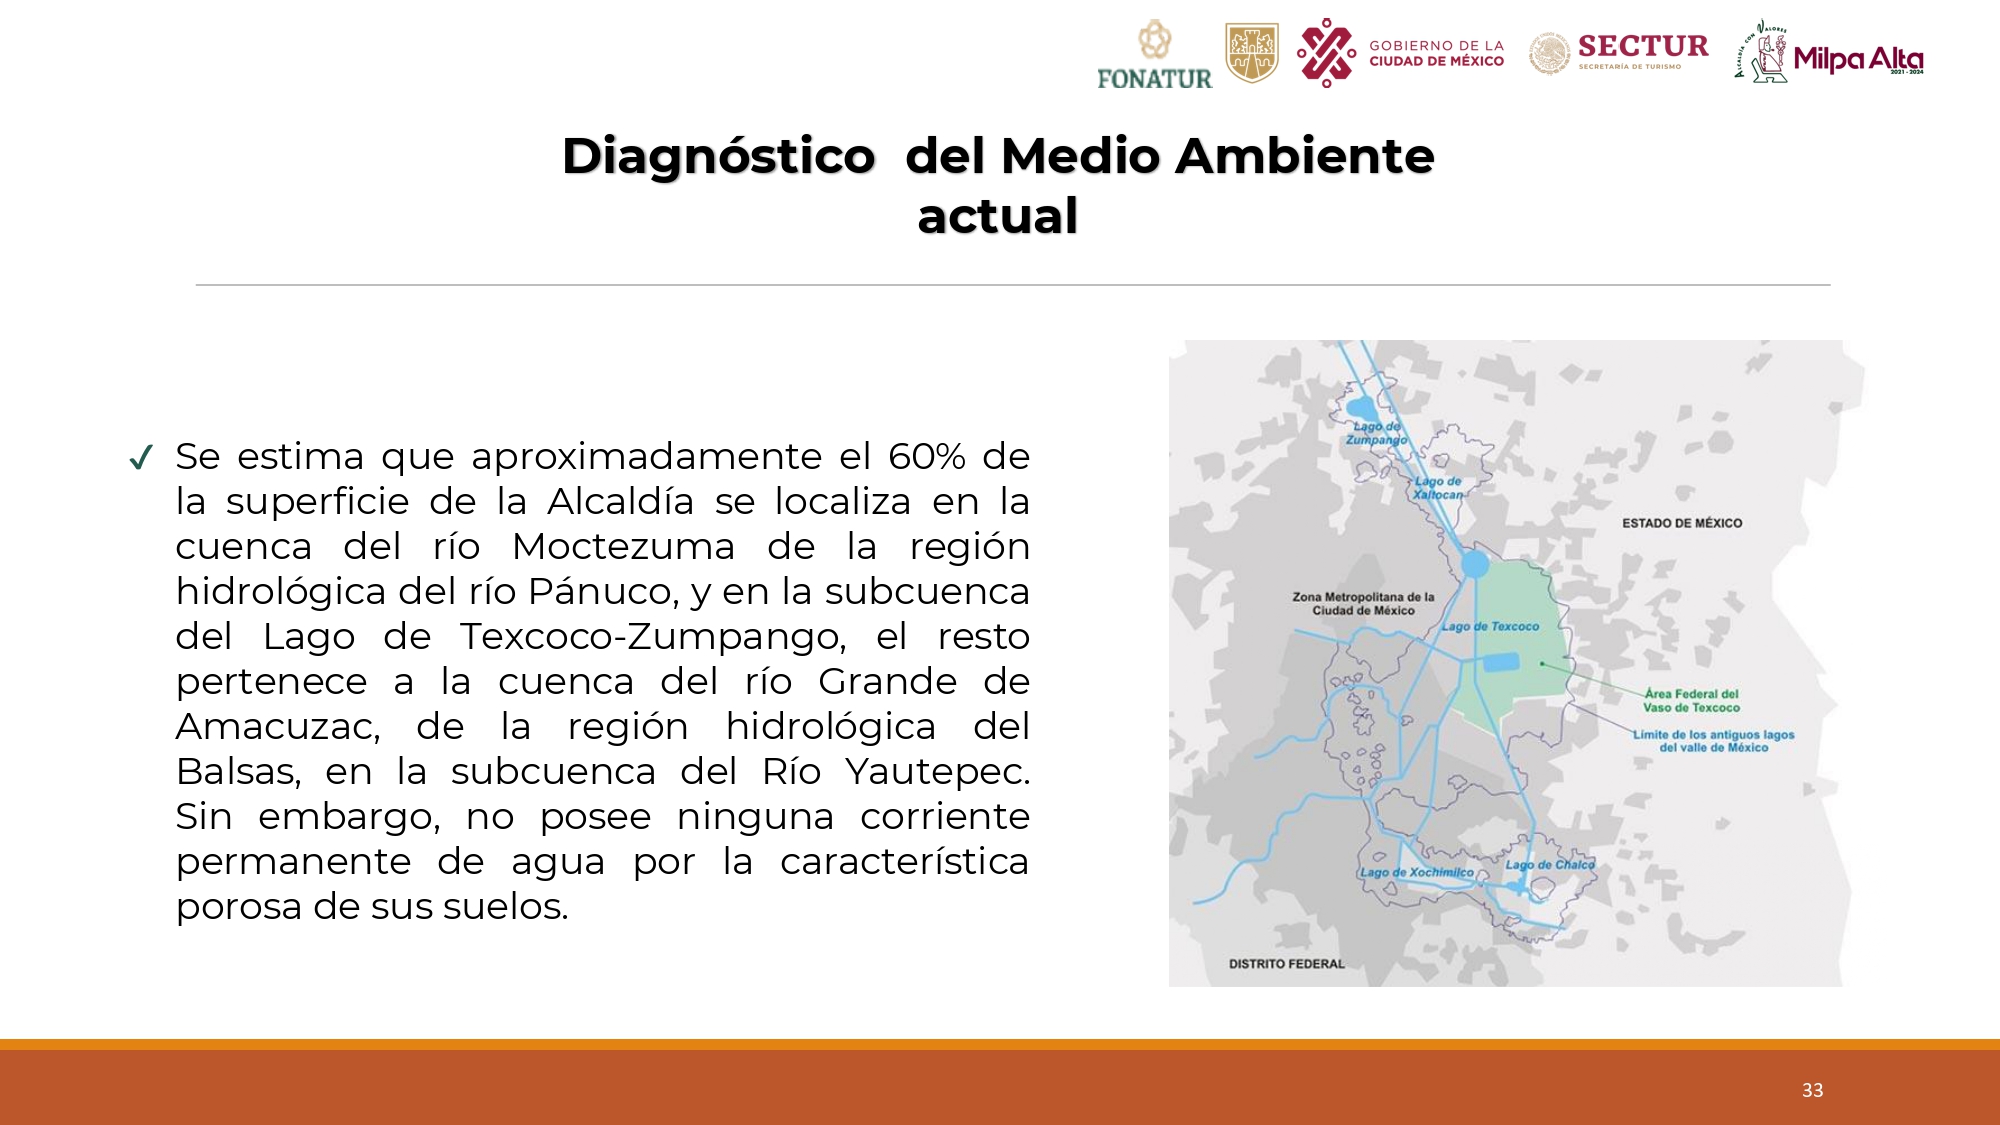 FONATUR
GOBIERNO DE LA
CIUDAD DE MÉXICO
SECTUR
SECRETARÍA DE TURISMO
ALCALDÍA CON VALORES
Milpa Alta
2021 - 2024
Diagnóstico  del Medio Ambiente
actual
✓ Se estima que aproximadamente el 60% de
la superficie de la Alcaldía se localiza en la
cuenca del río Moctezuma de la región
hidrológica del río Pánuco, y en la subcuenca
del Lago de Texcoco-Zumpango, el resto
pertenece a la cuenca del río Grande de
Amacuzac, de la región hidrológica del
Balsas, en la subcuenca del Río Yautepec.
Sin embargo, no posee ninguna corriente
permanente de agua por la característica
porosa de sus suelos.
Lago de
Zumpango
Lago de
Xaltocan
ESTADO DE MÉXICO
Zona Metropolitana de la
Ciudad de México
Lago de Texcoco
Área Federal del
Vaso de Texcoco
Límite de los antiguos lagos
del valle de México
Lago de Xochimilco
Lago de Chalco
DISTRITO FEDERAL
33